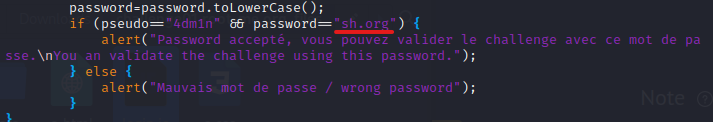 password=password.toLowerCase();
if (pseudo=="4dm1n" && password=="sh.org") {
alert("Password accepté, vous pouvez valider le challenge avec ce mot de pa
sse.\nYou an validate the challenge using this password.");
} else {
alert("Mauvais mot de passe / wrong password");
}
}
Note